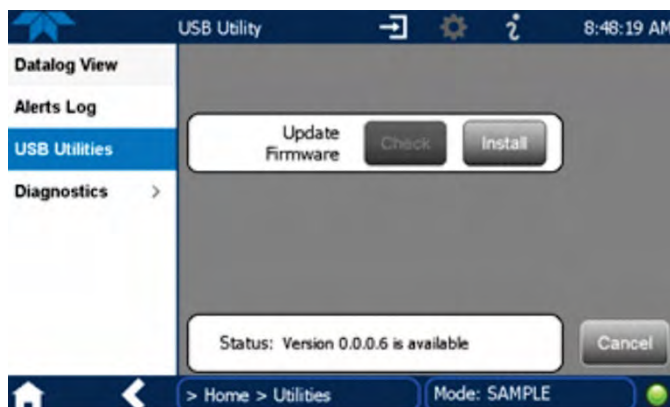 USB Utility
8:48:19 AM
Datalog View
Alerts Log
USB Utilities
Diagnostics >
Update
Firmware
Check
Install
Status: Version 0.0.0.6 is available
Cancel
> Home > Utilities
Mode: SAMPLE